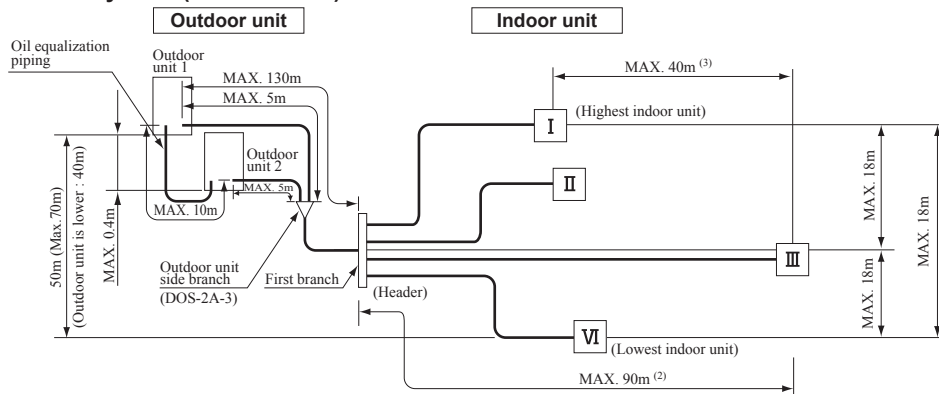 Outdoor unit
Indoor unit
Oil equalization
piping
Outdoor
unit 1
MAX. 130m
MAX. 5m
MAX. 40m (3)
I
(Highest indoor unit)
Outdoor
unit 2
MAX. 5m
II
MAX. 10m
50m (Max.70m)
(Outdoor unit is lower : 40m)
MAX. 0.4m
MAX. 18m
MAX. 18m
MAX. 18m
Outdoor unit
side branch
(DOS-2A-3)
First branch
(Header)
III
VI
(Lowest indoor unit)
MAX. 90m (2)